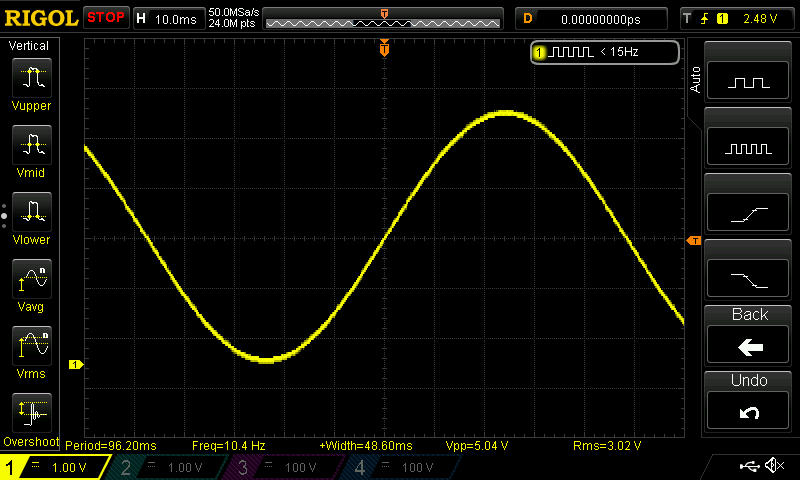 RIGOL STOP H 10.0ms 50.0MSa/s D 0.00000000ps T 1 2.48 V
24.0M pts
T
Vertical
1 < 15Hz
Auto
Vupper
Vmid
Vlower
T
Vavg
Back
1
Vrms
Undo
Overshoot
Period=96.20ms Freq=10.4 Hz +Width=48.60ms Vpp=5.04 V Rms=3.02 V
1 = 1.00 V 2 = 1.00 V 3 = 100 V 4 = 100 V